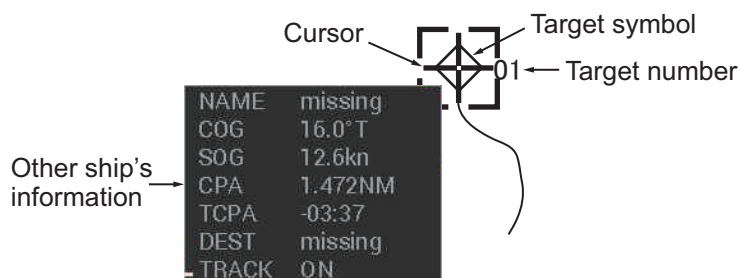 Cursor
Target symbol
01
Target number
Other ship's
information
NAME missing
COG 16.0°T
SOG 12.6kn
CPA 1.472NM
TCPA -03:37
DEST missing
TRACK ON